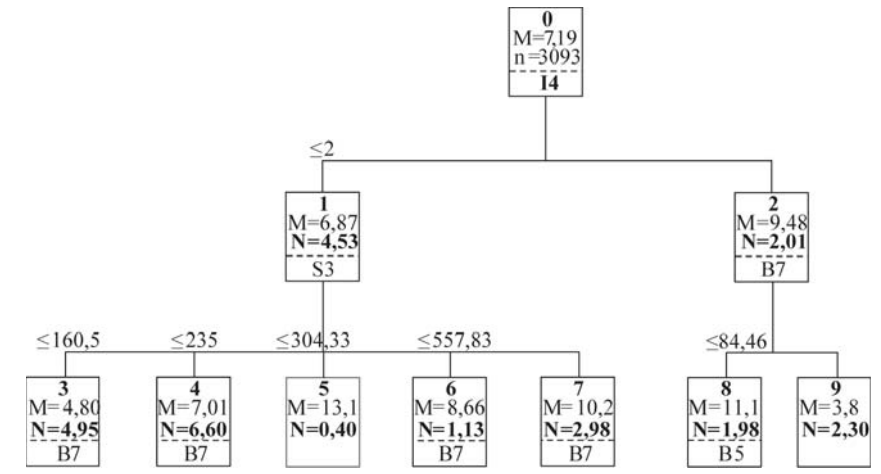 0
M=7,19
n=3093
I4
≤2
1
M=6,87
N=4,53
S3
2
M=9,48
N=2,01
B7
≤160,5
≤235
≤304,33
≤557,83
≤84,46
3
M=4,80
N=4,95
B7
4
M=7,01
N=6,60
B7
5
M=13,1
N=0,40
6
M=8,66
N=1,13
B7
7
M=10,2
N=2,98
B7
8
M=11,1
N=1,98
B5
9
M=3,8
N=2,30